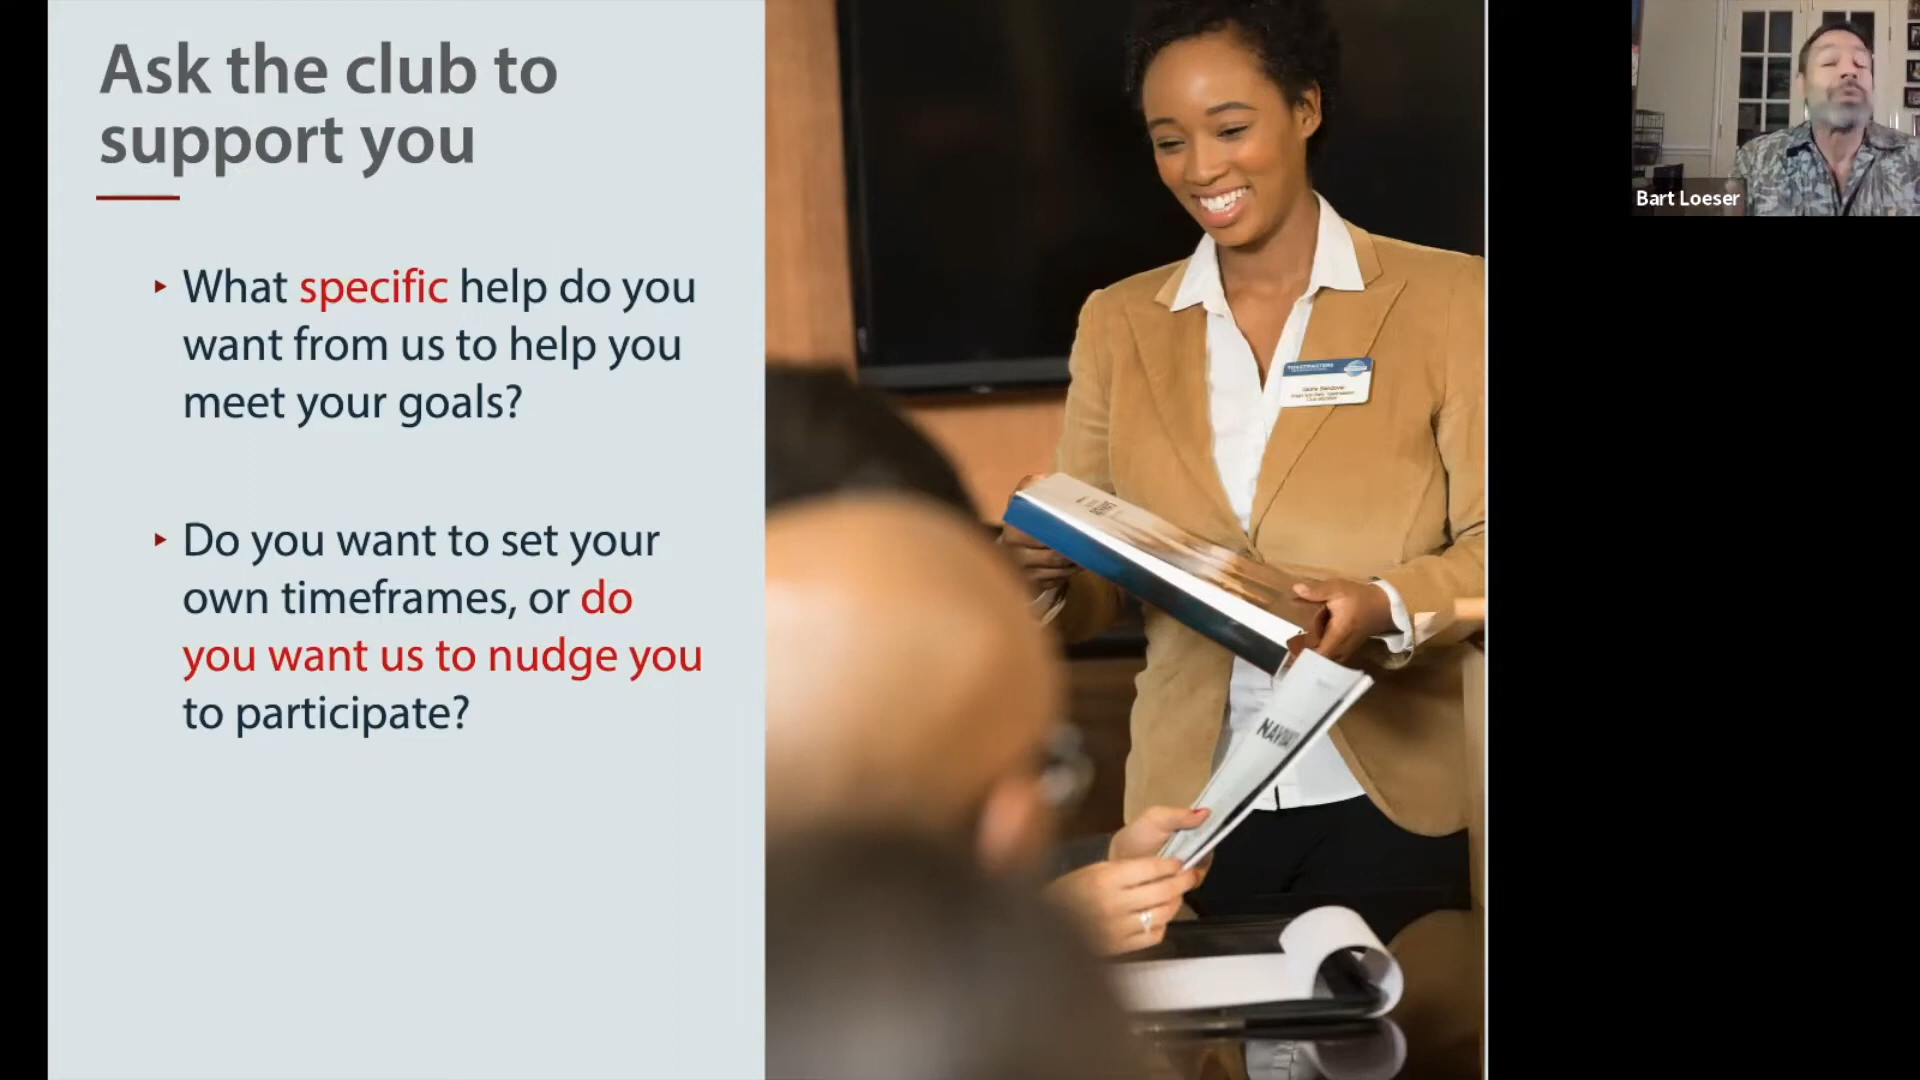 Ask the club to
support you
▸ What specific help do you
want from us to help you
meet your goals?
▸ Do you want to set your
own timeframes, or do
you want us to nudge you
to participate?
TOASTMASTERS
Bart Loeser